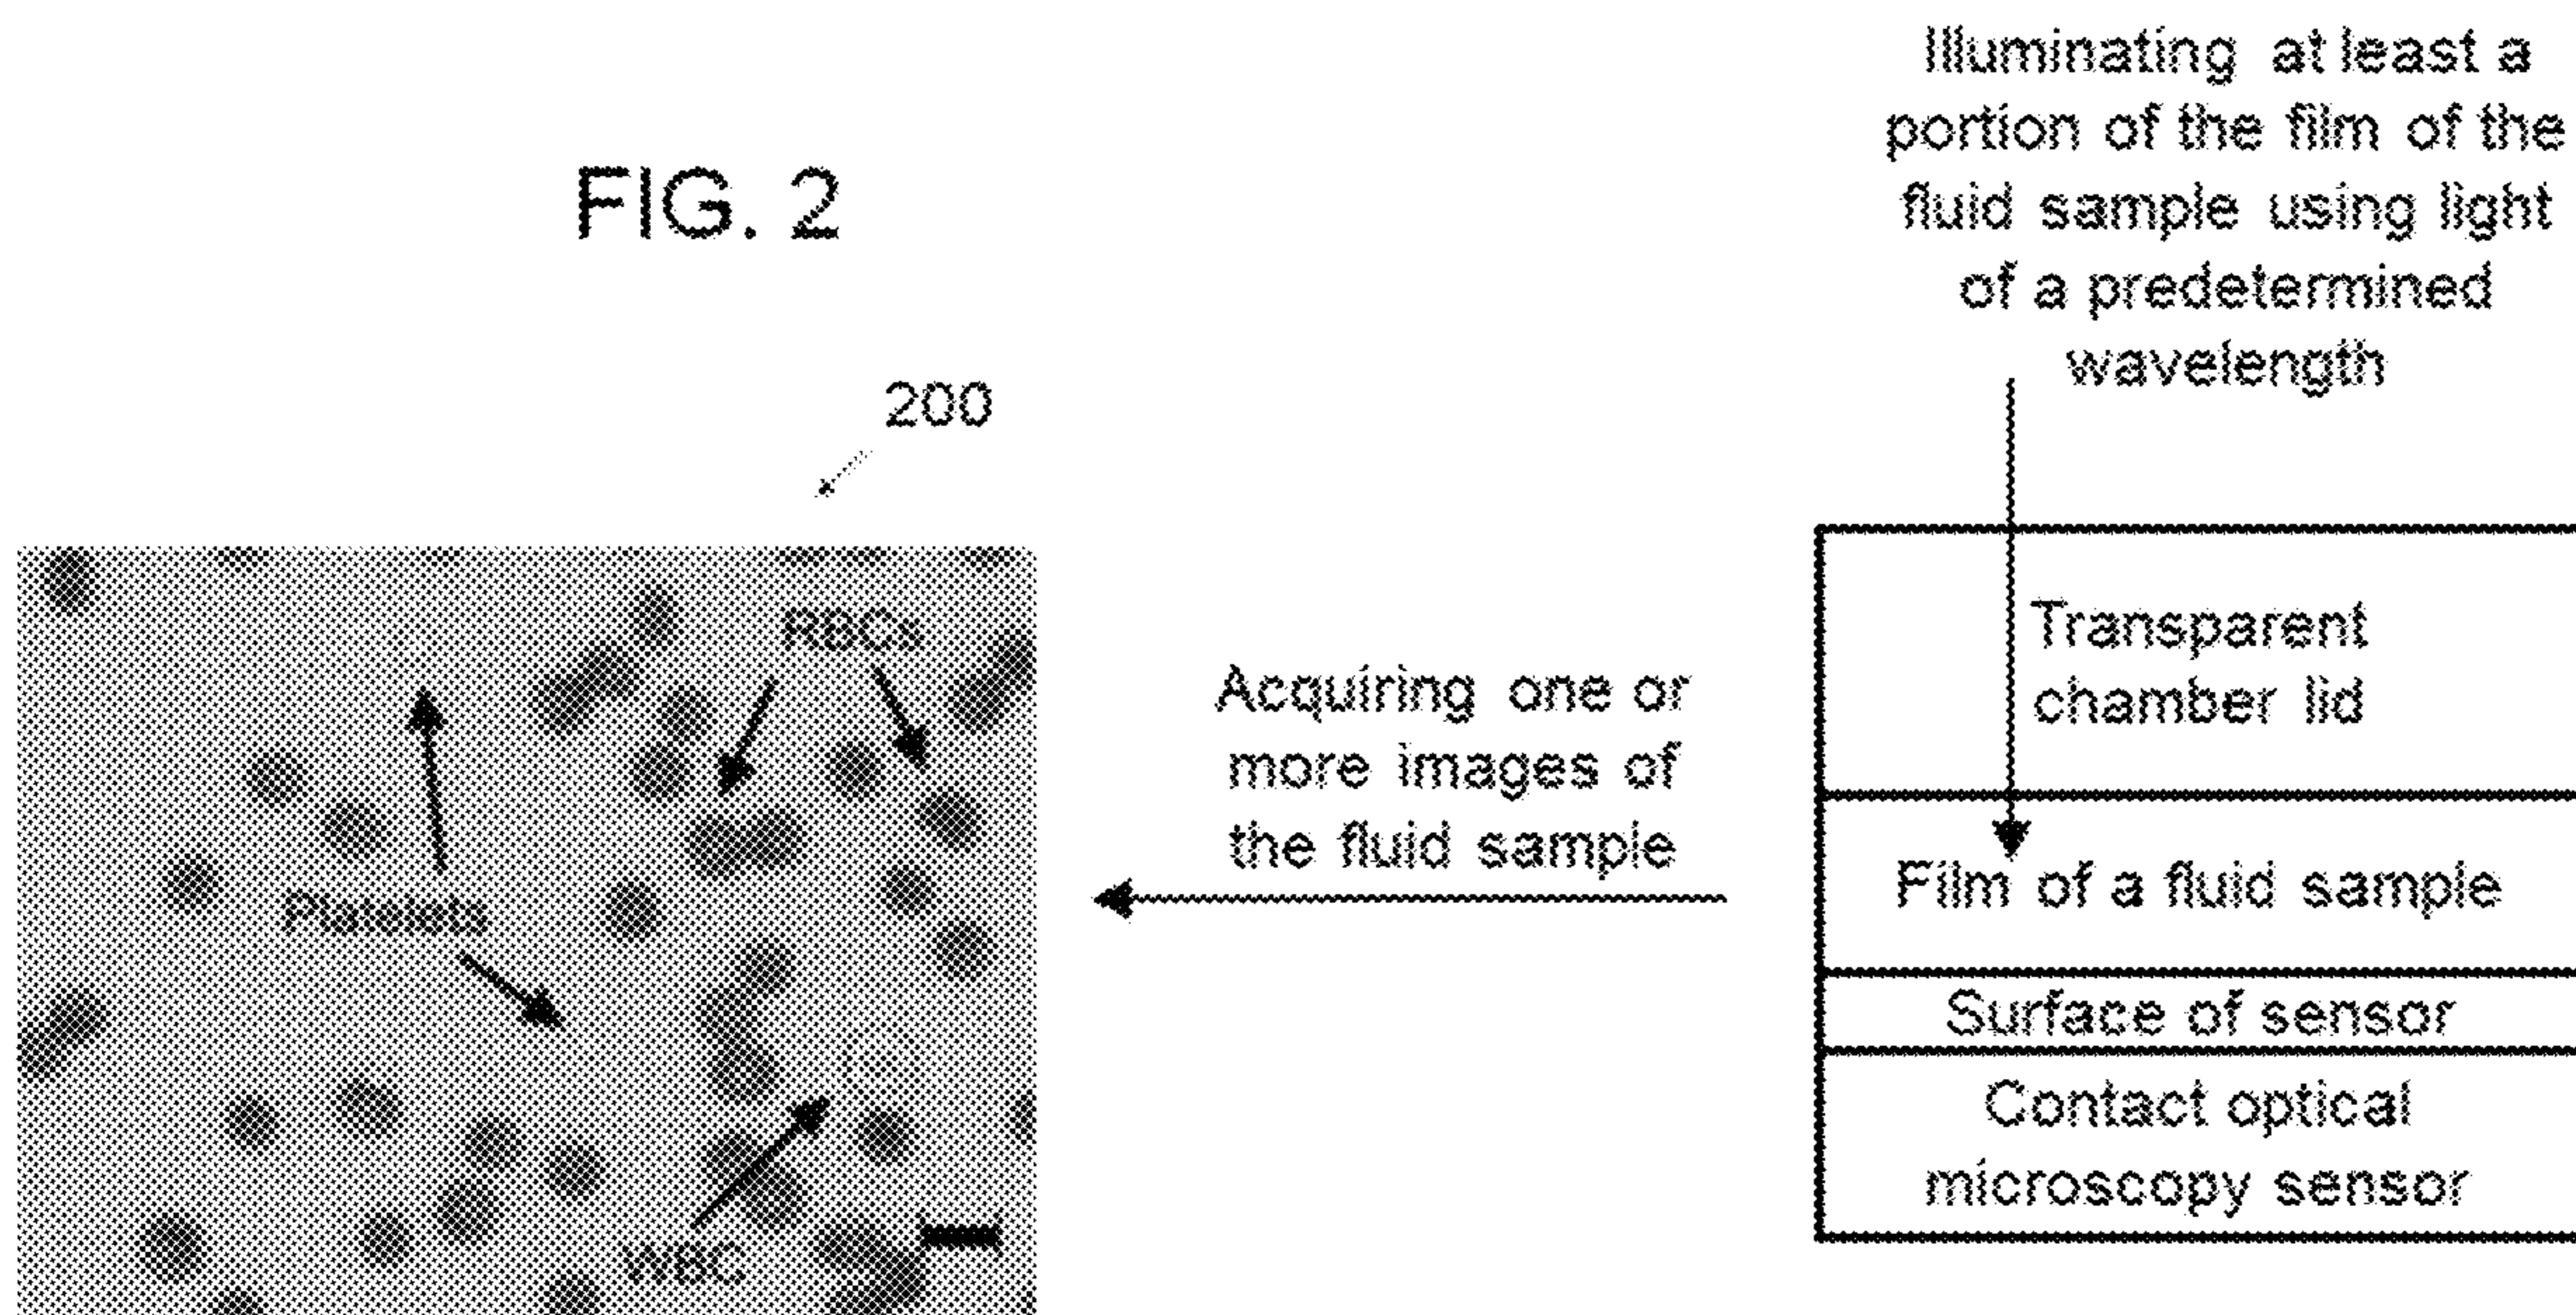 FIG. 2
200
RBCs
Platelets
WBC
Acquiring one or
more images of
the fluid sample
Illuminating at least a
portion of the film of the
fluid sample using light
of a predetermined
wavelength
Transparent
chamber lid
Film of a fluid sample
Surface of sensor
Contact optical
microscopy sensor